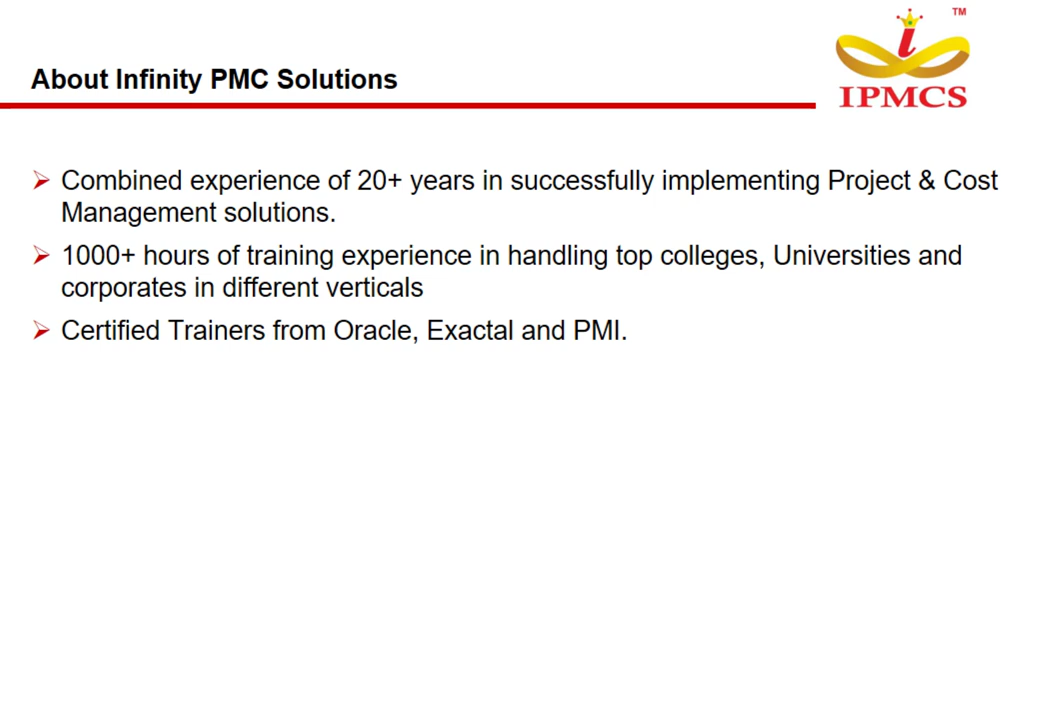 TM
i
IPMCS
About Infinity PMC Solutions
Combined experience of 20+ years in successfully implementing Project & Cost
Management solutions.
1000+ hours of training experience in handling top colleges, Universities and
corporates in different verticals
Certified Trainers from Oracle, Exactal and PMI.